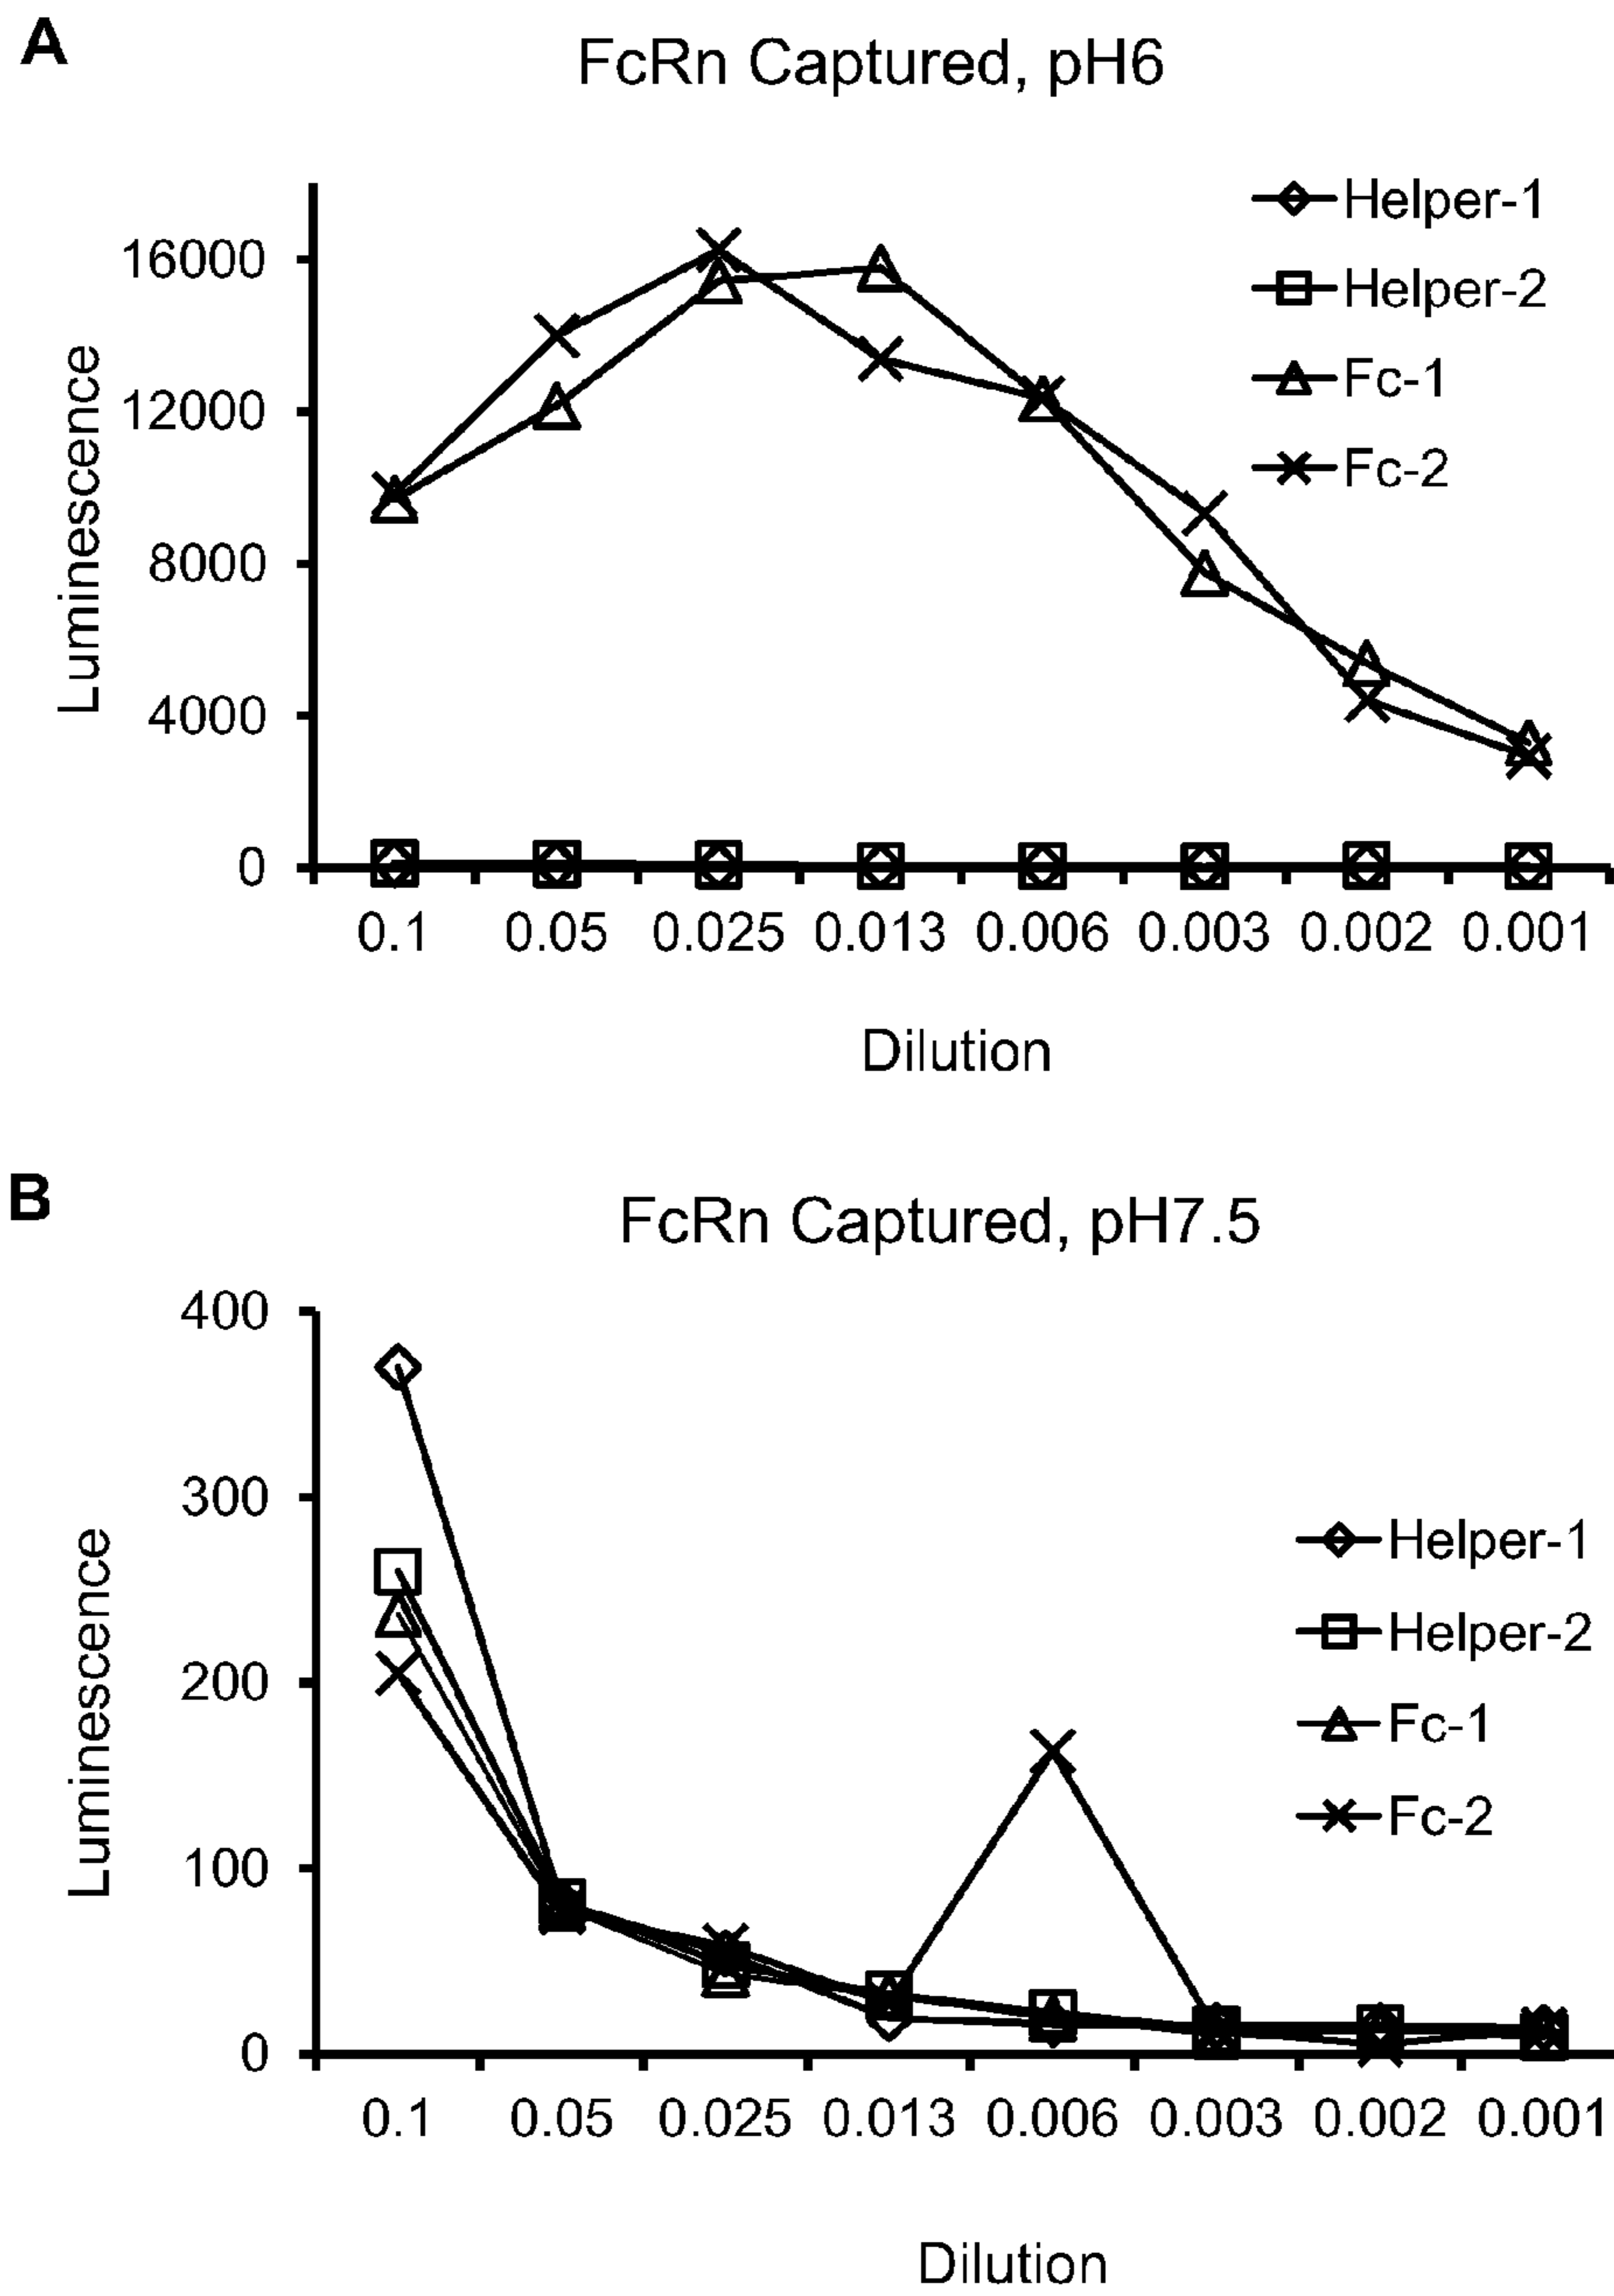 A
FcRn Captured, pH6
Luminescence
16000
12000
8000
4000
0
Helper-1
Helper-2
Fc-1
Fc-2
0.1 0.05 0.025 0.013 0.006 0.003 0.002 0.001
Dilution
B
FcRn Captured, pH7.5
Luminescence
400
300
200
100
0
Helper-1
Helper-2
Fc-1
Fc-2
0.1 0.05 0.025 0.013 0.006 0.003 0.002 0.001
Dilution